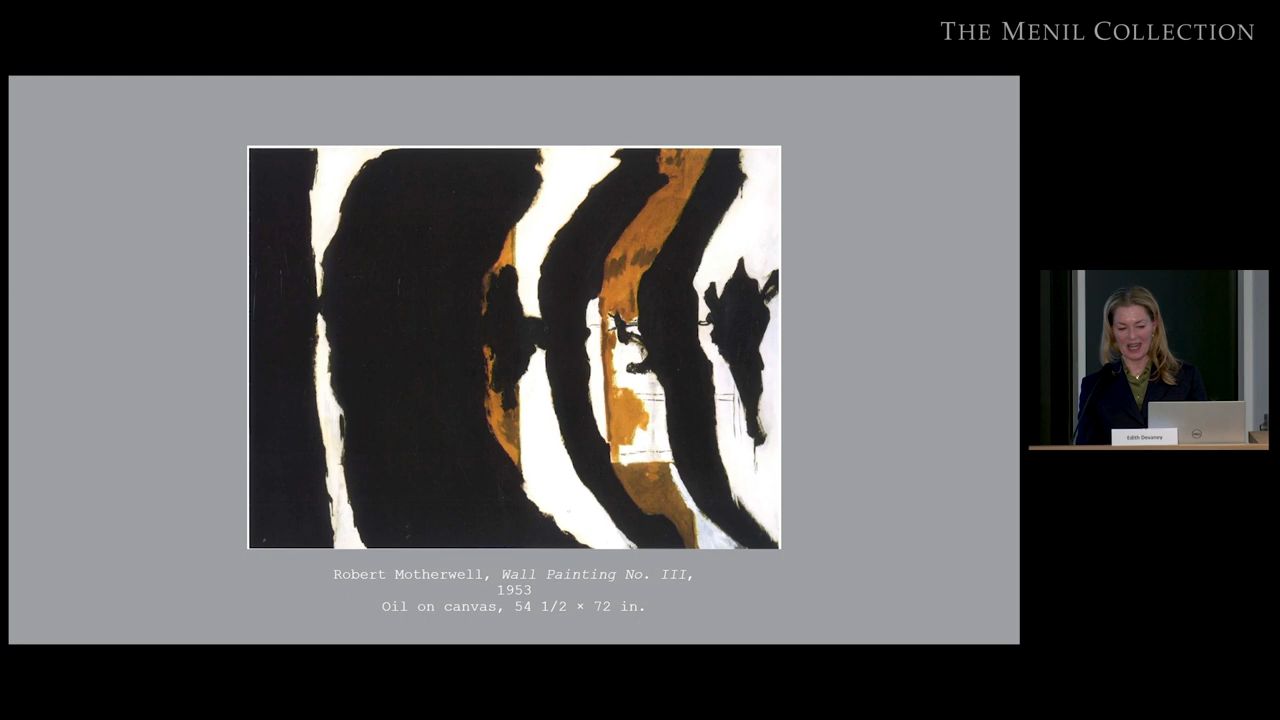 THE MENIL COLLECTION
Robert Motherwell, Wall Painting No. III,
1953
Oil on canvas, 54 1/2 × 72 in.
Edith Devaney
DELL